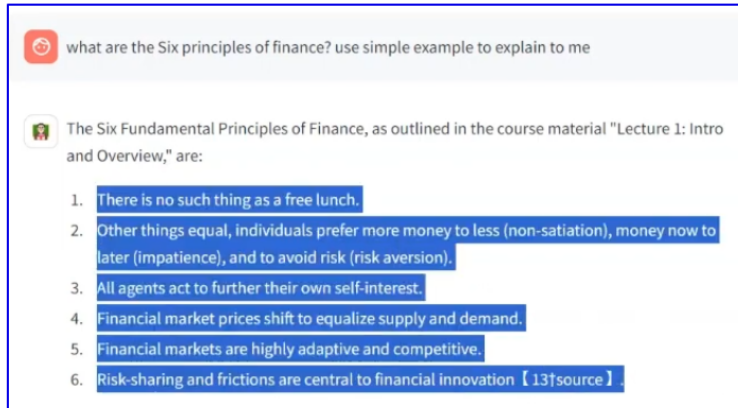 what are the Six principles of finance? use simple example to explain to me
The Six Fundamental Principles of Finance, as outlined in the course material "Lecture 1: Intro
and Overview," are:
1. There is no such thing as a free lunch.
2. Other things equal, individuals prefer more money to less (non-satiation), money now to
later (impatience), and to avoid risk (risk aversion).
3. All agents act to further their own self-interest.
4. Financial market prices shift to equalize supply and demand.
5. Financial markets are highly adaptive and competitive.
6. Risk-sharing and frictions are central to financial innovation【13†source】.